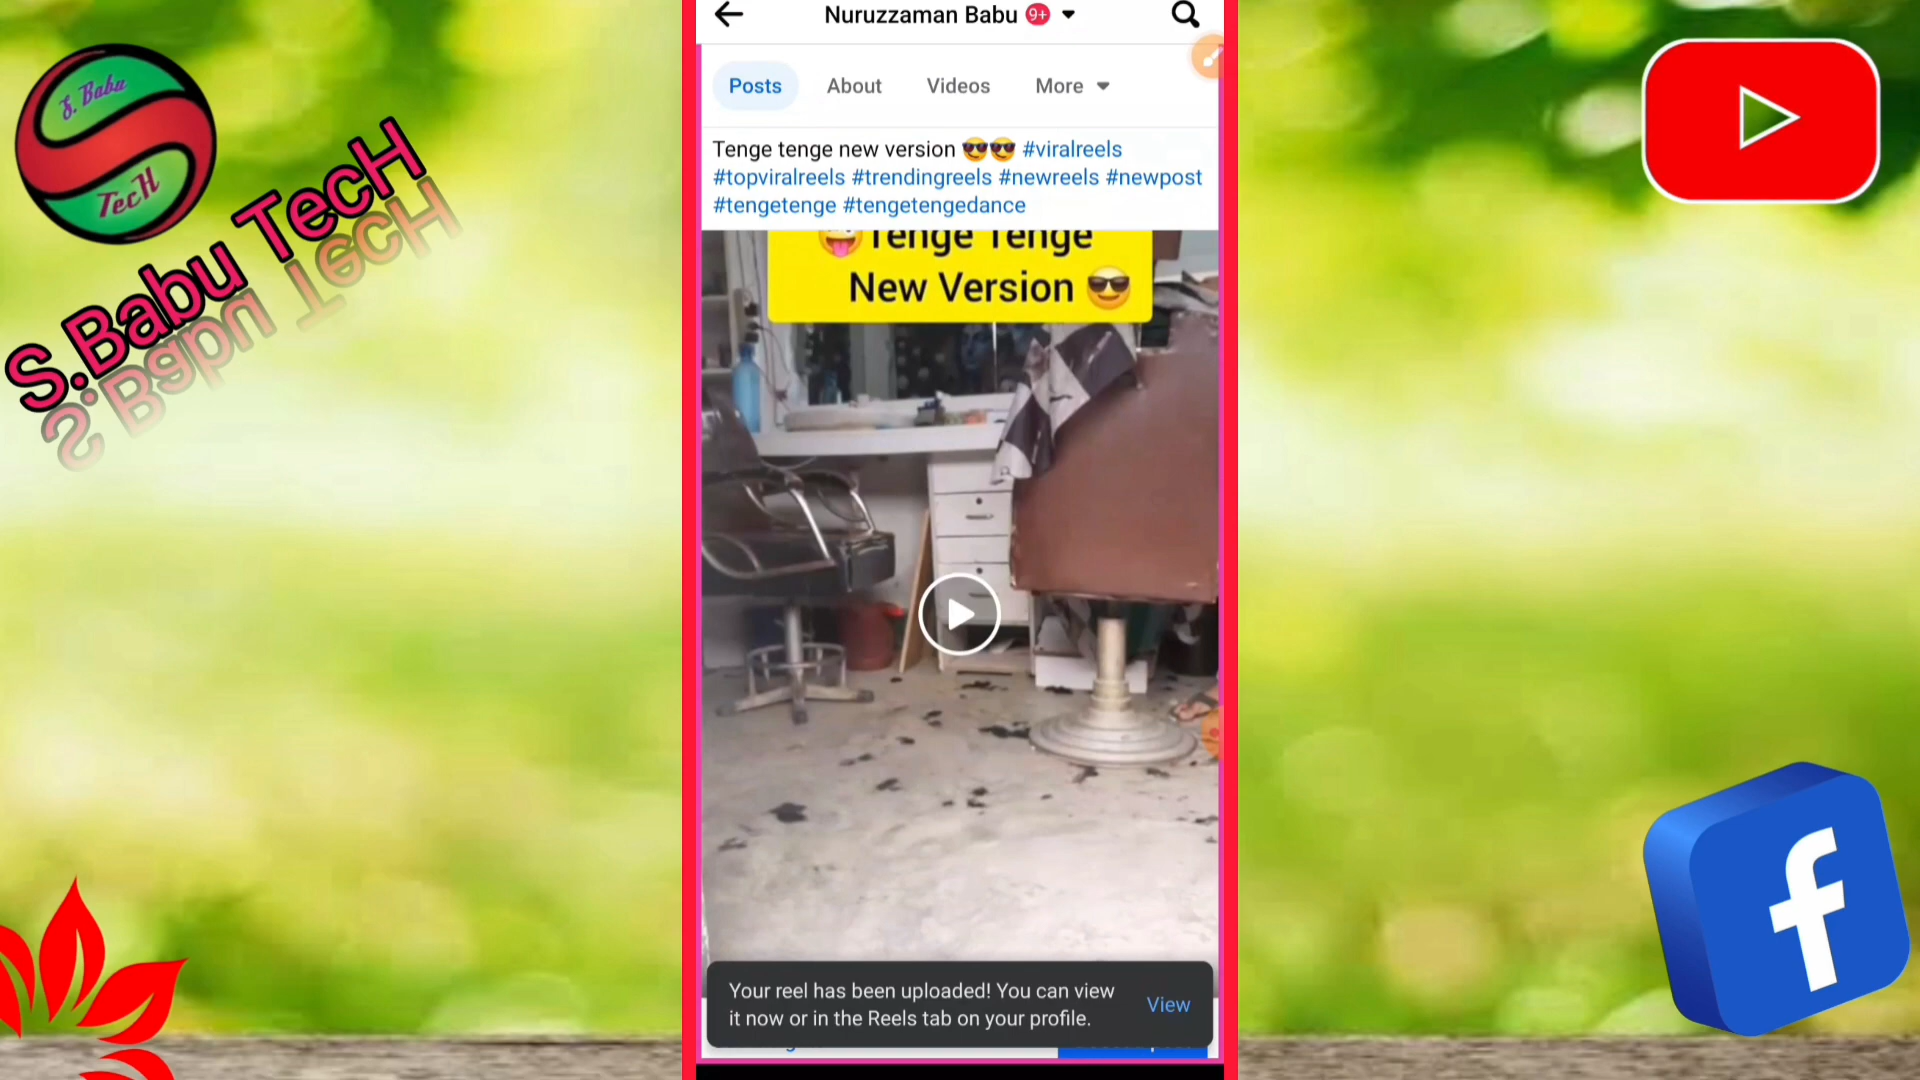 S. Babu
TecH
S.Babu TecH
Nuruzzaman Babu 9+
Posts About Videos More
Tenge tenge new version 😎😎 #viralreels
#topviralreels #trendingreels #newreels #newpost
#tengetenge #tengetengedance
😜Tenge Tenge
New Version 😎
Your reel has been uploaded! You can view
it now or in the Reels tab on your profile.
View